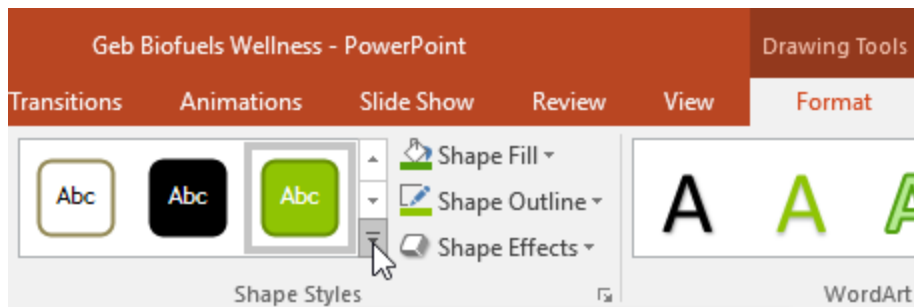 Geb Biofuels Wellness - PowerPoint
Drawing Tools
Transitions Animations Slide Show Review View Format
Abc Abc Abc
Shape Fill
Shape Outline
Shape Effects
A A A
Shape Styles
WordArt